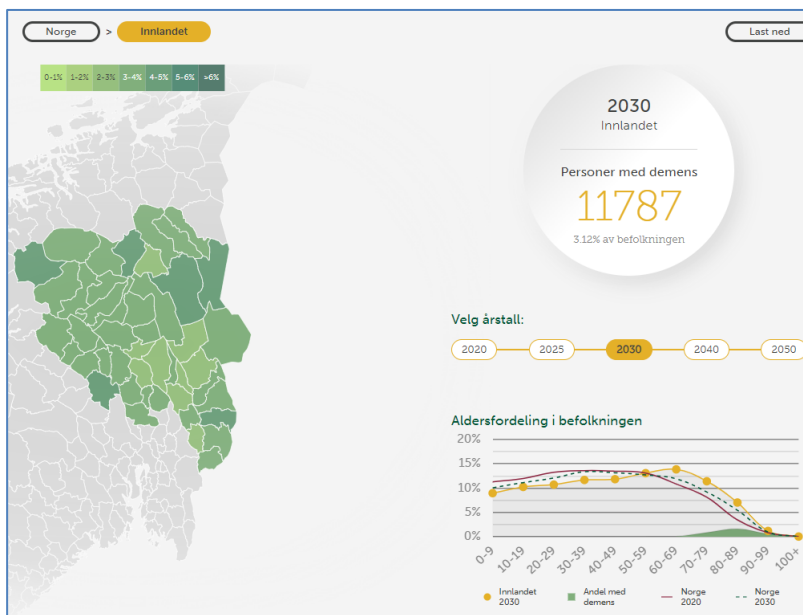 Norge > Innlandet
Last ned
0-1% 1-2% 2-3% 3-4% 4-5% 5-6% >6%
2030
Innlandet
Personer med demens
11787
3.12% av befolkningen
Velg årstall:
2020 2025 2030 2040 2050
Aldersfordeling i befolkningen
20%
15%
10%
5%
0%
0-9 10-19 20-29 30-39 40-49 50-59 60-69 70-79 80-89 90-99 100+
Innlandet 2030
Andel med demens
Norge 2020
Norge 2030